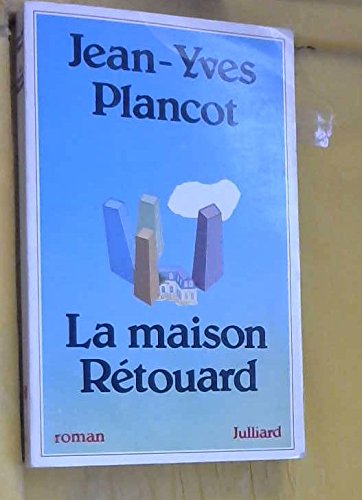 Jean-Yves
Plancot
La maison
Rétouard
roman
Julliard